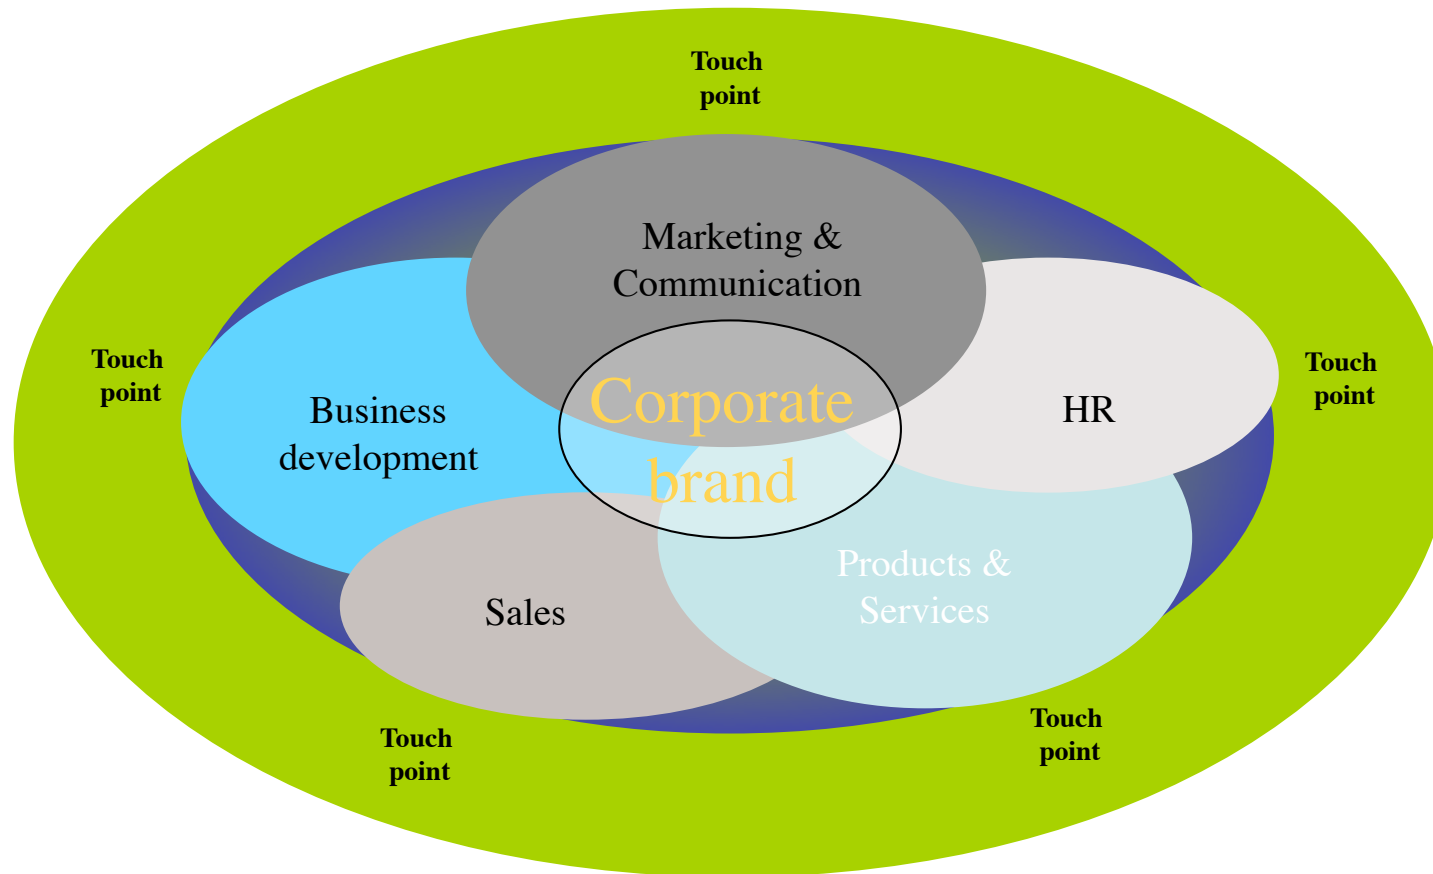 Touch
point
Marketing &
Communication
Touch
point
Business
development
Corporate
brand
HR
Touch
point
Products &
Services
Sales
Touch
point
Touch
point